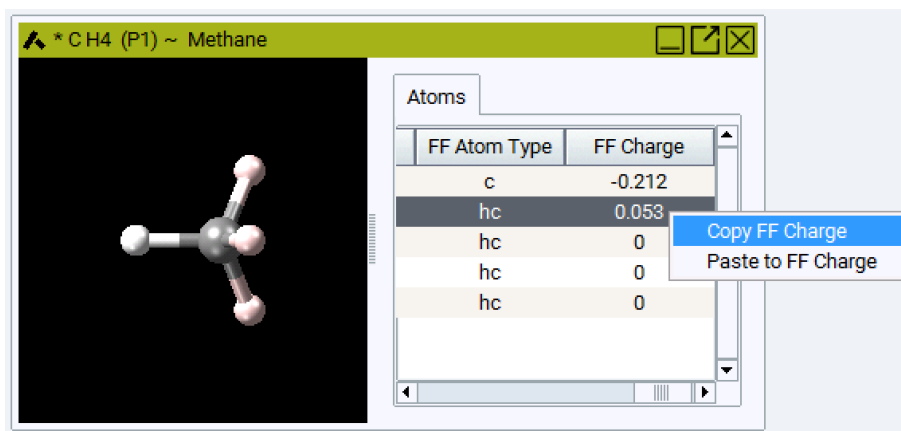 * C H4 (P1) ~ Methane
Atoms
FF Atom Type FF Charge
c -0.212
hc 0.053
Copy FF Charge
hc 0
Paste to FF Charge
hc 0
hc 0